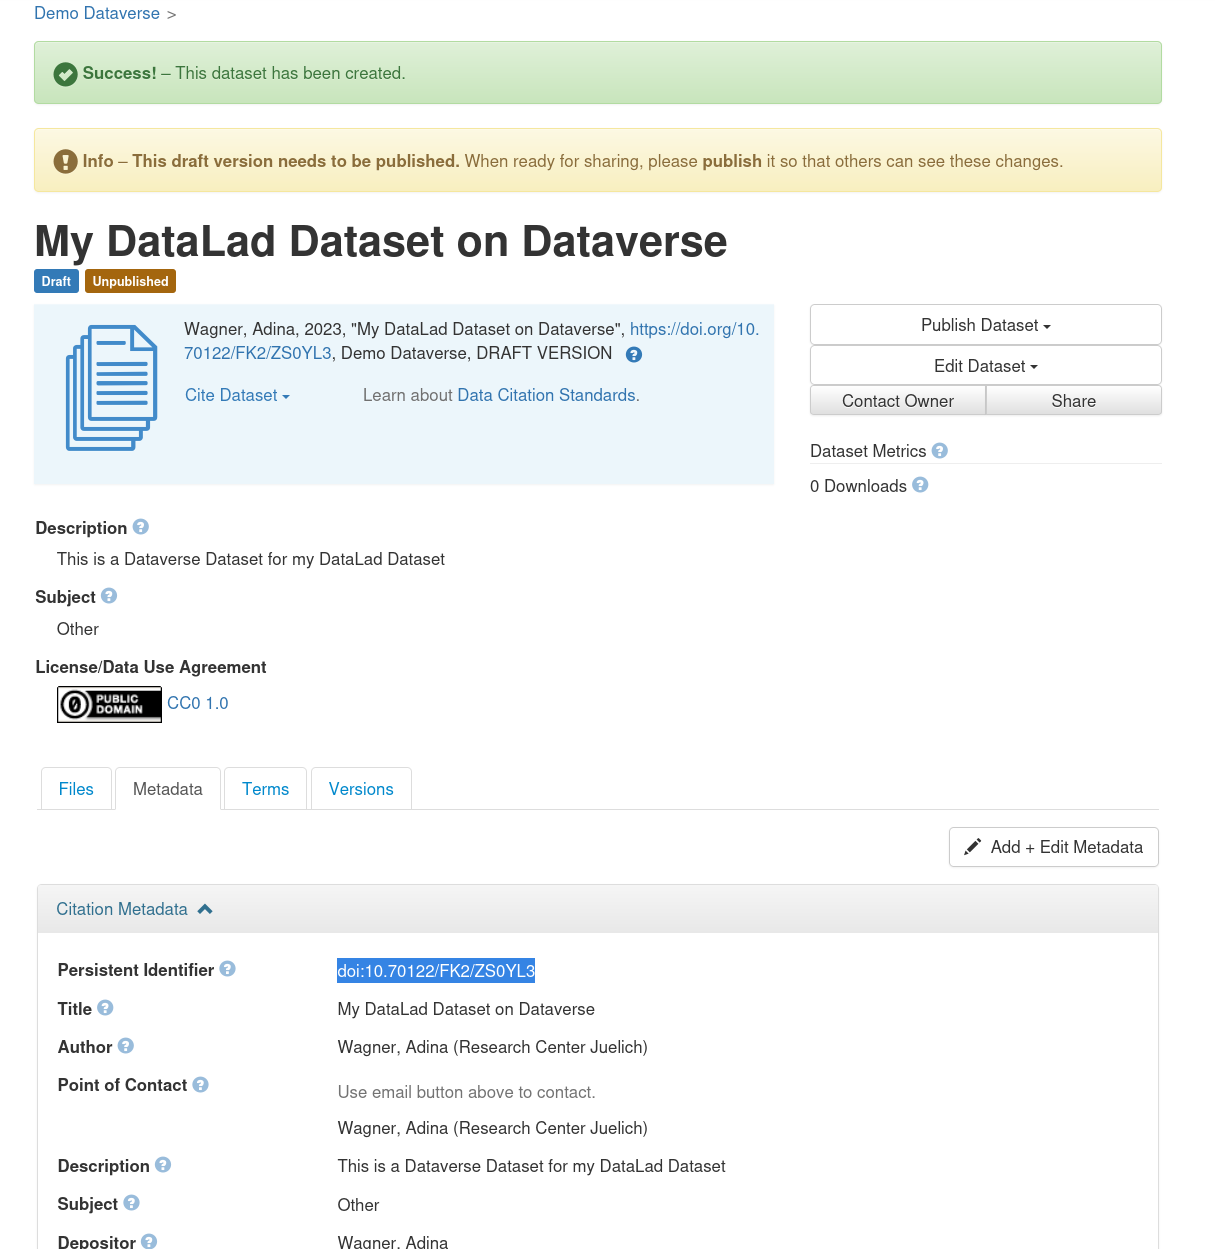 Demo Dataverse >
Success! – This dataset has been created.
Info – This draft version needs to be published. When ready for sharing, please publish it so that others can see these changes.
My DataLad Dataset on Dataverse
Draft Unpublished
Wagner, Adina, 2023, "My DataLad Dataset on Dataverse", https://doi.org/10.
70122/FK2/ZS0YL3, Demo Dataverse, DRAFT VERSION ?
Cite Dataset Learn about Data Citation Standards.
Publish Dataset
Edit Dataset
Contact Owner Share
Dataset Metrics ?
0 Downloads ?
Description ?
This is a Dataverse Dataset for my DataLad Dataset
Subject ?
Other
License/Data Use Agreement
PUBLIC
DOMAIN
CC0 1.0
Files Metadata Terms Versions
Add + Edit Metadata
Citation Metadata
Persistent Identifier ? doi:10.70122/FK2/ZS0YL3
Title ? My DataLad Dataset on Dataverse
Author ? Wagner, Adina (Research Center Juelich)
Point of Contact ? Use email button above to contact.
Wagner, Adina (Research Center Juelich)
Description ? This is a Dataverse Dataset for my DataLad Dataset
Subject ? Other
Depositor ? Wagner, Adina